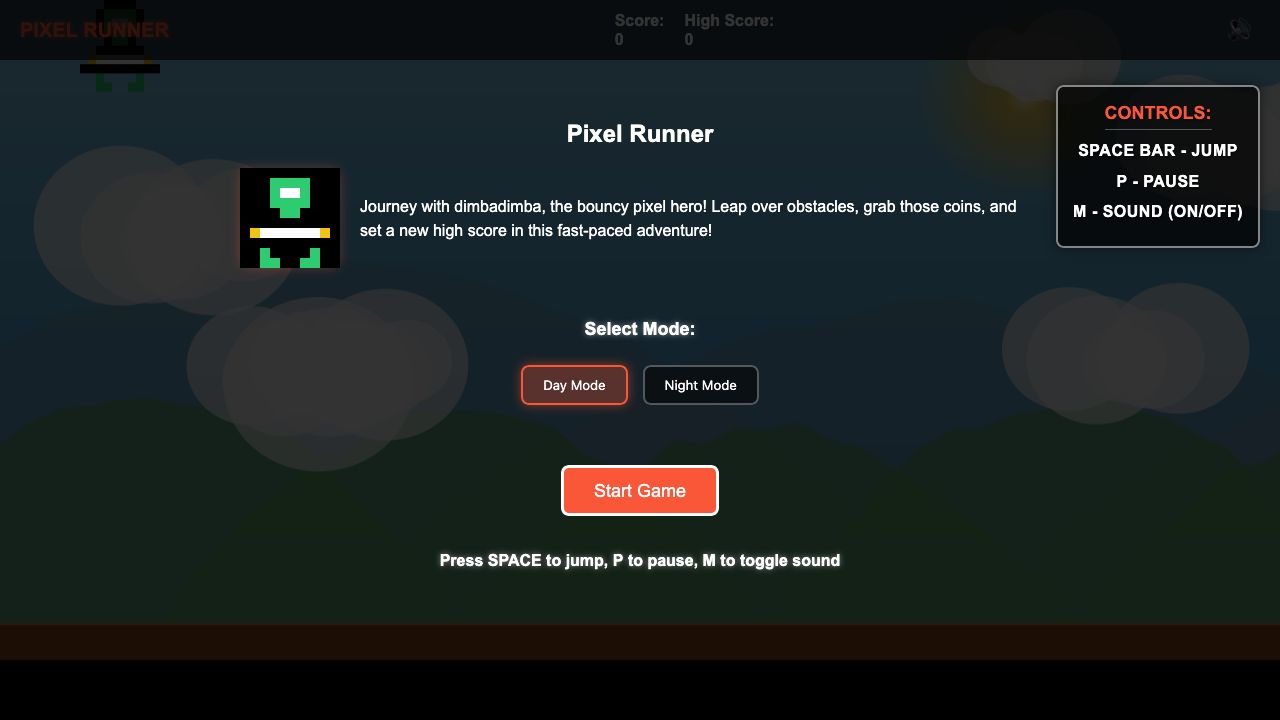 PIXEL RUNNER
Score:
0
High Score:
0
CONTROLS:
SPACE BAR - JUMP
P - PAUSE
M - SOUND (ON/OFF)
Pixel Runner
Journey with dimbadimba, the bouncy pixel hero! Leap over obstacles, grab those coins, and
set a new high score in this fast-paced adventure!
Select Mode:
Day Mode
Night Mode
Start Game
Press SPACE to jump, P to pause, M to toggle sound